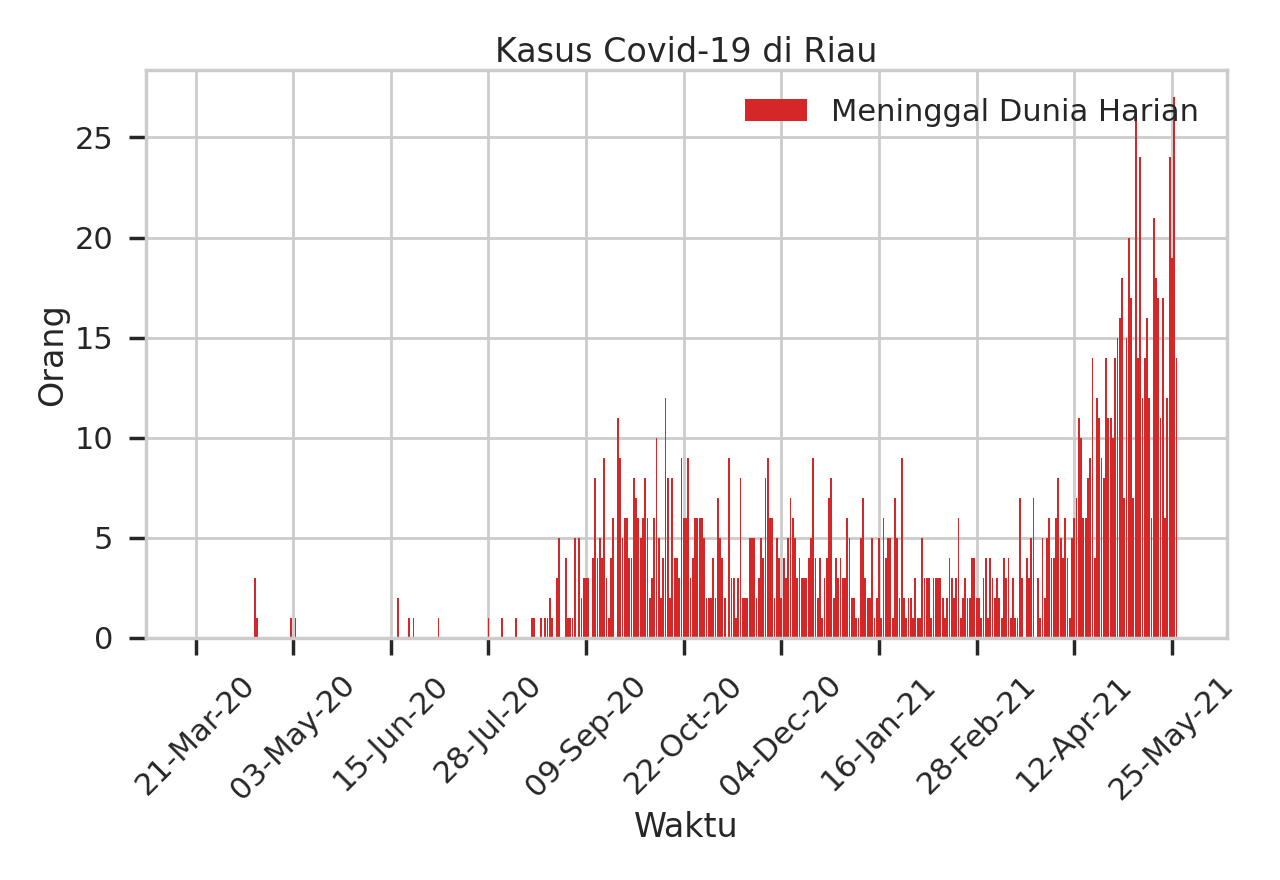 Kasus Covid-19 di Riau
Meninggal Dunia Harian
Orang
25
20
15
10
5
0
21-Mar-20
03-May-20
15-Jun-20
28-Jul-20
09-Sep-20
22-Oct-20
04-Dec-20
16-Jan-21
28-Feb-21
12-Apr-21
25-May-21
Waktu